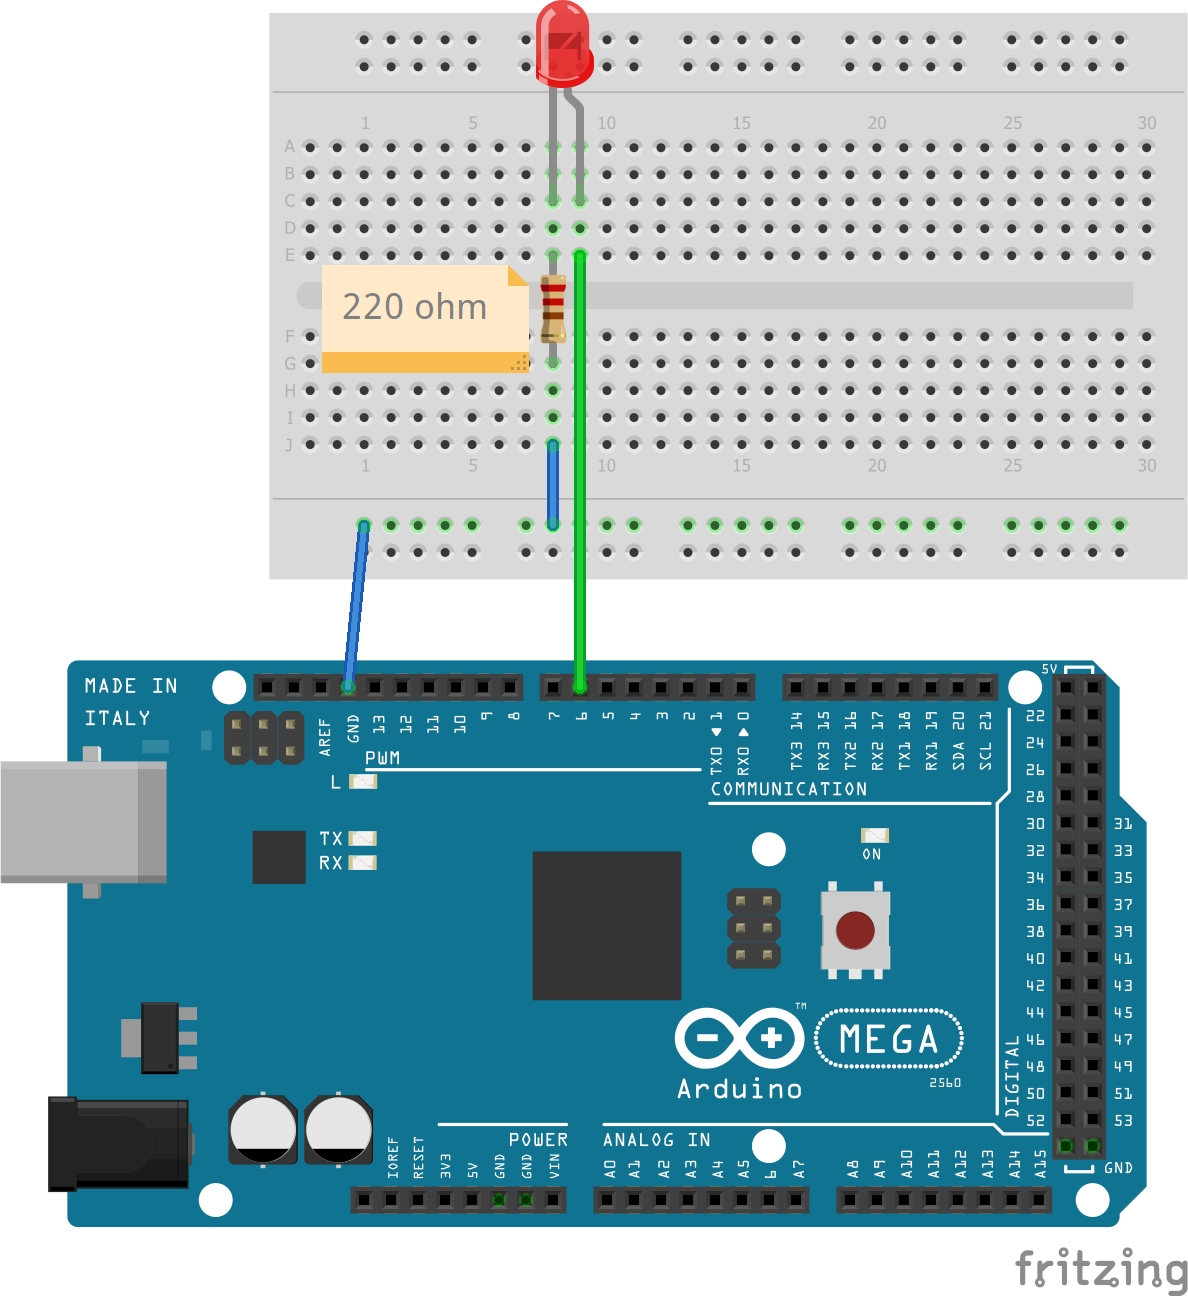 1 5 10 15 20 25 30
A
B
C
D
E
220 ohm
F
G
H
I
J
1 5 10 15 20 25 30
MADE IN
ITALY
5V
AREF GND 13 12 11 10 9 8 7 6 5 4 3 2 TX0 1 RX0 0 TX3 14 RX3 15 TX2 16 RX2 17 TX1 18 RX1 19 SDA 20 SCL 21
PWM
COMMUNICATION
L
TX
RX
ON
22
24
26
28
30 31
32 33
34 35
36 37
38 39
40 41
42 43
44 45
46 47
48 49
50 51
52 53
DIGITAL
GND
TM
MEGA
Arduino
2560
POWER
ANALOG IN
IOREF RESET 3V3 5V GND GND VIN A0 A1 A2 A3 A4 A5 A7 A8 A9 A10 A11 A12 A13 A14 A15
fritzing